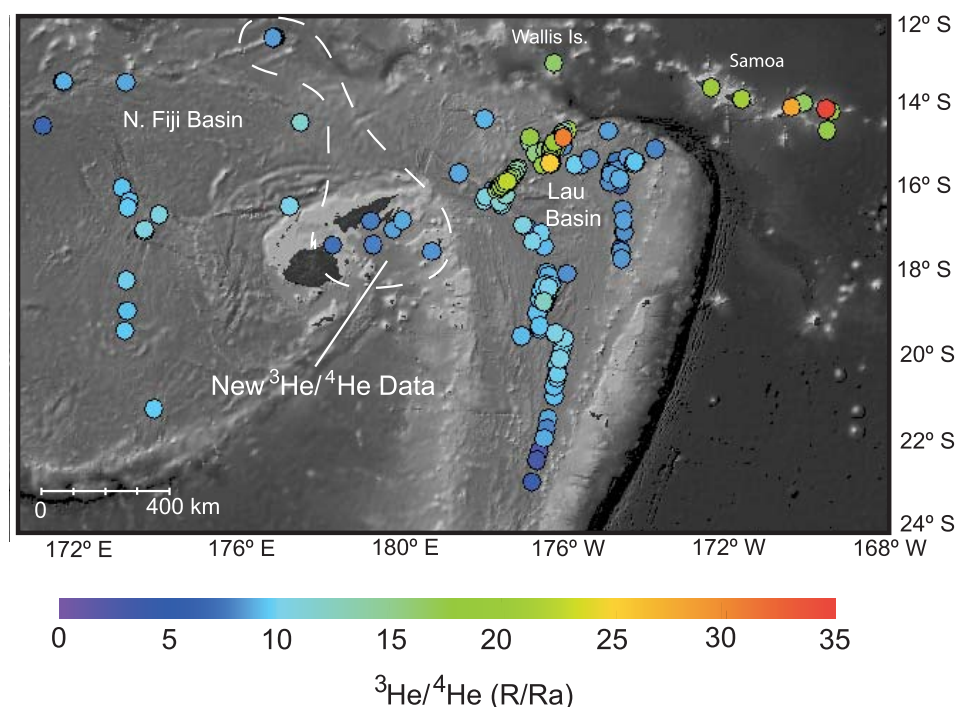 12º S
Wallis Is.
Samoa
14º S
N. Fiji Basin
16º S
Lau
Basin
18º S
20º S
New ³He/ ⁴He Data
22º S
0
400 km
24º S
172º E 176º E 180º E 176º W 172º W 168º W
0 5 10 15 20 25 30 35
³He/ ⁴He (R/Ra)